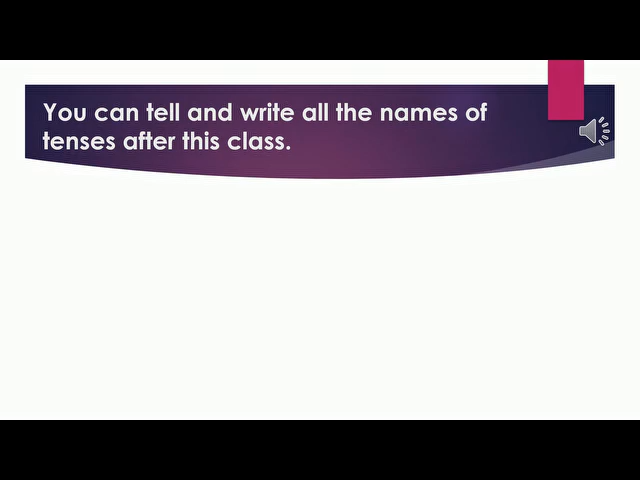 You can tell and write all the names of
tenses after this class.